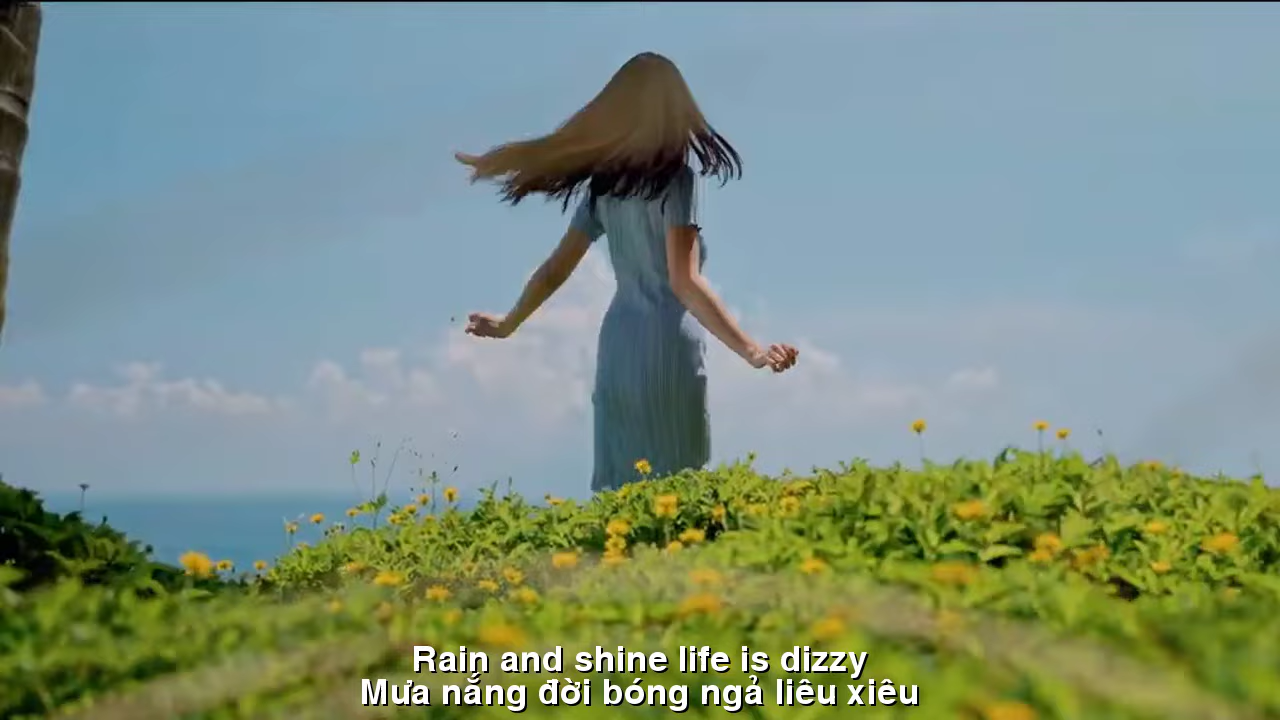 Rain and shine life is dizzy
Mưa nắng đời bóng ngả liêu xiêu